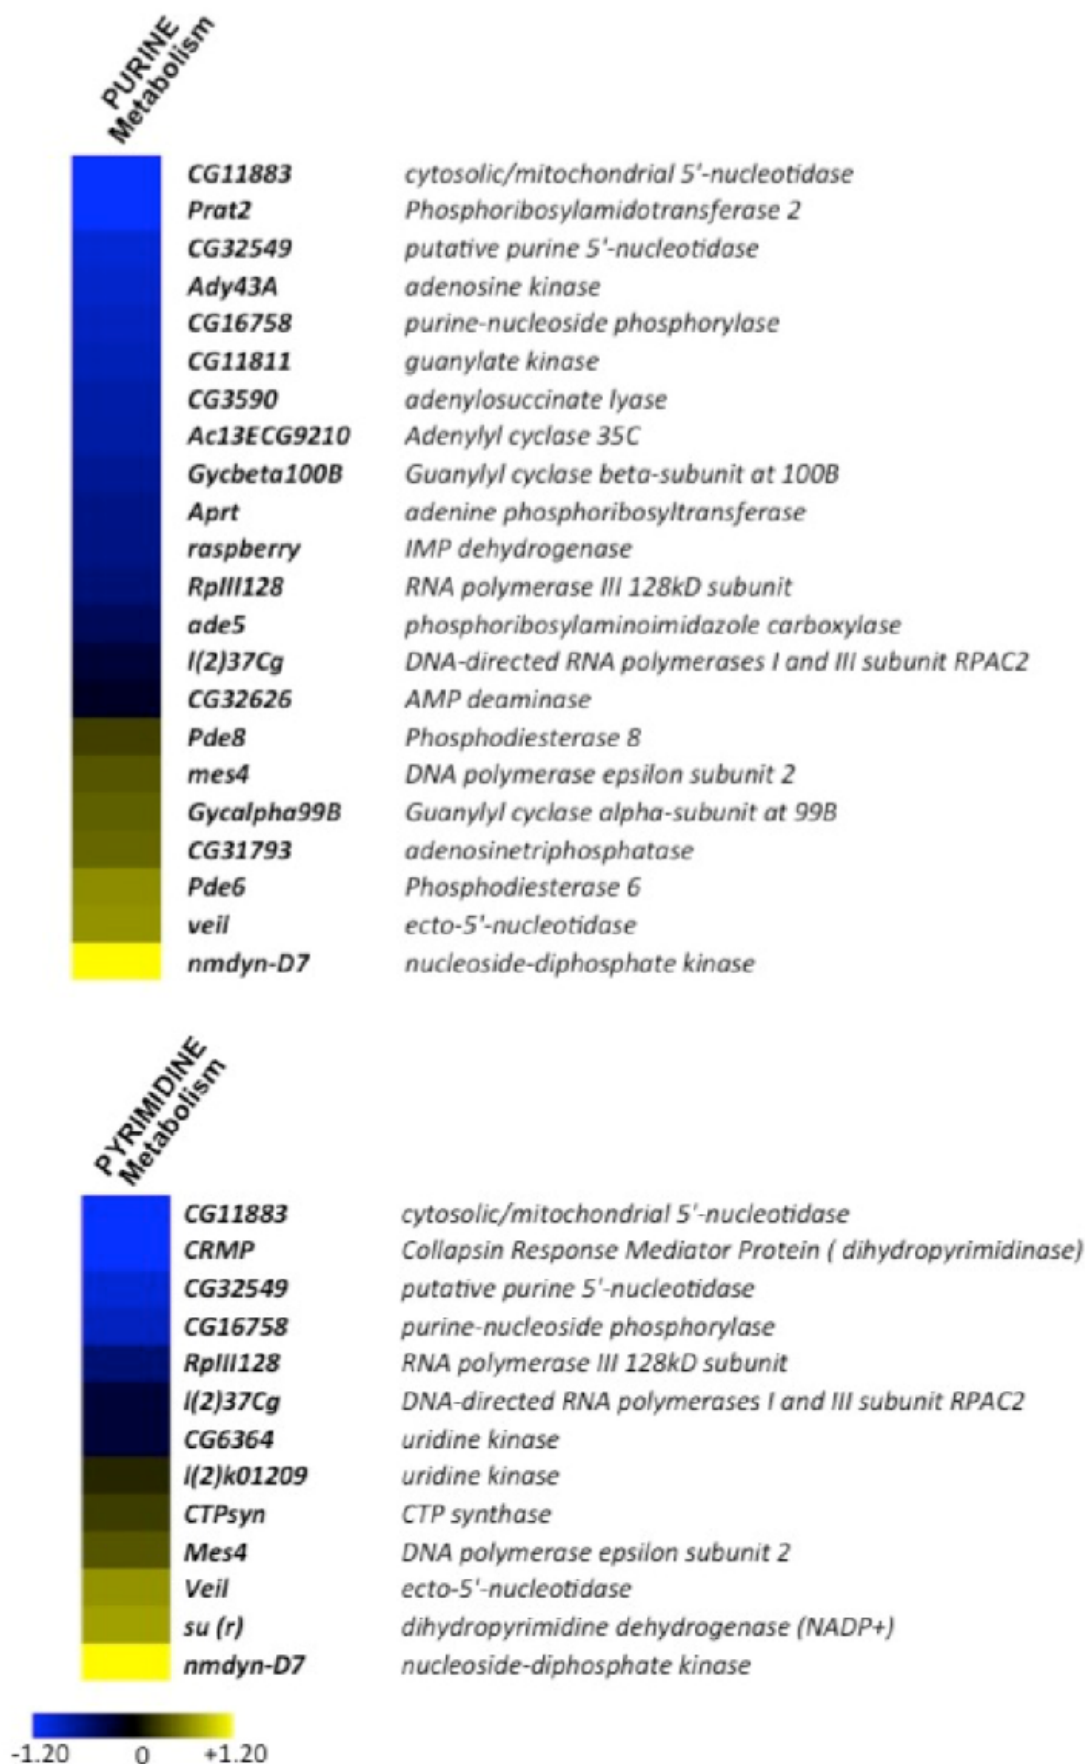 PURINE
Metabolism
CG11883 cytosolic/mitochondrial 5'-nucleotidase
Prat2 Phosphoribosylamidotransferase 2
CG32549 putative purine 5'-nucleotidase
Ady43A adenosine kinase
CG16758 purine-nucleoside phosphorylase
CG11811 guanylate kinase
CG3590 adenylosuccinate lyase
Ac13ECG9210 Adenylyl cyclase 35C
Gycbeta100B Guanylyl cyclase beta-subunit at 100B
Aprt adenine phosphoribosyltransferase
raspberry IMP dehydrogenase
RpIII128 RNA polymerase III 128kD subunit
ade5 phosphoribosylaminoimidazole carboxylase
l(2)37Cg DNA-directed RNA polymerases I and III subunit RPAC2
CG32626 AMP deaminase
Pde8 Phosphodiesterase 8
mes4 DNA polymerase epsilon subunit 2
Gycalpha99B Guanylyl cyclase alpha-subunit at 99B
CG31793 adenosinetriphosphatase
Pde6 Phosphodiesterase 6
veil ecto-5'-nucleotidase
nmdyn-D7 nucleoside-diphosphate kinase
PYRIMIDINE
Metabolism
CG11883 cytosolic/mitochondrial 5'-nucleotidase
CRMP Collapsin Response Mediator Protein ( dihydropyrimidinase)
CG32549 putative purine 5'-nucleotidase
CG16758 purine-nucleoside phosphorylase
RpIII128 RNA polymerase III 128kD subunit
l(2)37Cg DNA-directed RNA polymerases I and III subunit RPAC2
CG6364 uridine kinase
l(2)k01209 uridine kinase
CTPsyn CTP synthase
Mes4 DNA polymerase epsilon subunit 2
Veil ecto-5'-nucleotidase
su (r) dihydropyrimidine dehydrogenase (NADP+)
nmdyn-D7 nucleoside-diphosphate kinase
-1.20 0 +1.20